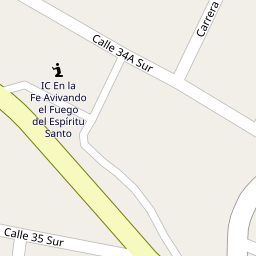 Calle 34A Sur
Carrera
IC En la
Fe Avivando
el Fuego
del Espíritu
Santo
Calle 35 Sur